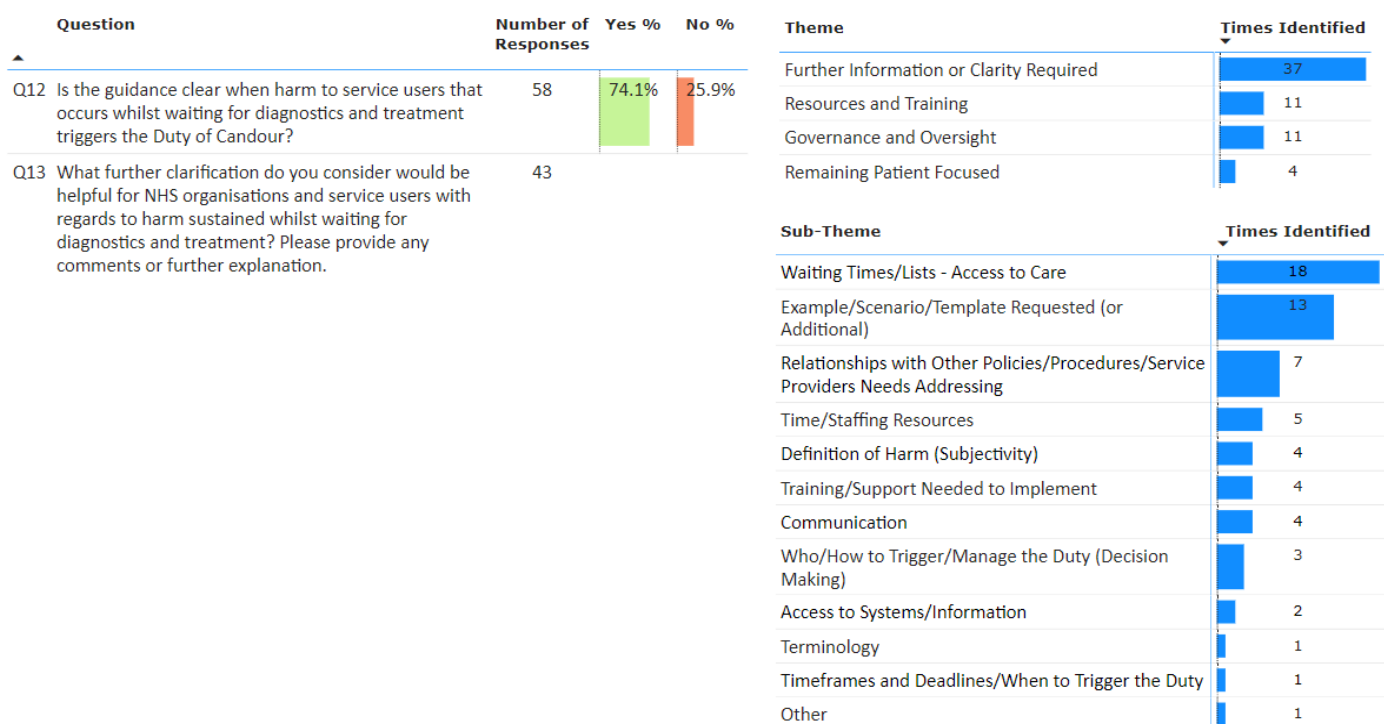 Question
Number of Responses
Yes %
No %
Q12 Is the guidance clear when harm to service users that
occurs whilst waiting for diagnostics and treatment
triggers the Duty of Candour?
58
74.1%
25.9%
Q13 What further clarification do you consider would be
helpful for NHS organisations and service users with
regards to harm sustained whilst waiting for
diagnostics and treatment? Please provide any
comments or further explanation.
43
Theme Times Identified
Further Information or Clarity Required 37
Resources and Training 11
Governance and Oversight 11
Remaining Patient Focused 4
Sub-Theme Times Identified
Waiting Times/Lists - Access to Care 18
Example/Scenario/Template Requested (or
Additional)
13
Relationships with Other Policies/Procedures/Service
Providers Needs Addressing
7
Time/Staffing Resources 5
Definition of Harm (Subjectivity) 4
Training/Support Needed to Implement 4
Communication 4
Who/How to Trigger/Manage the Duty (Decision
Making)
3
Access to Systems/Information 2
Terminology 1
Timeframes and Deadlines/When to Trigger the Duty 1
Other 1